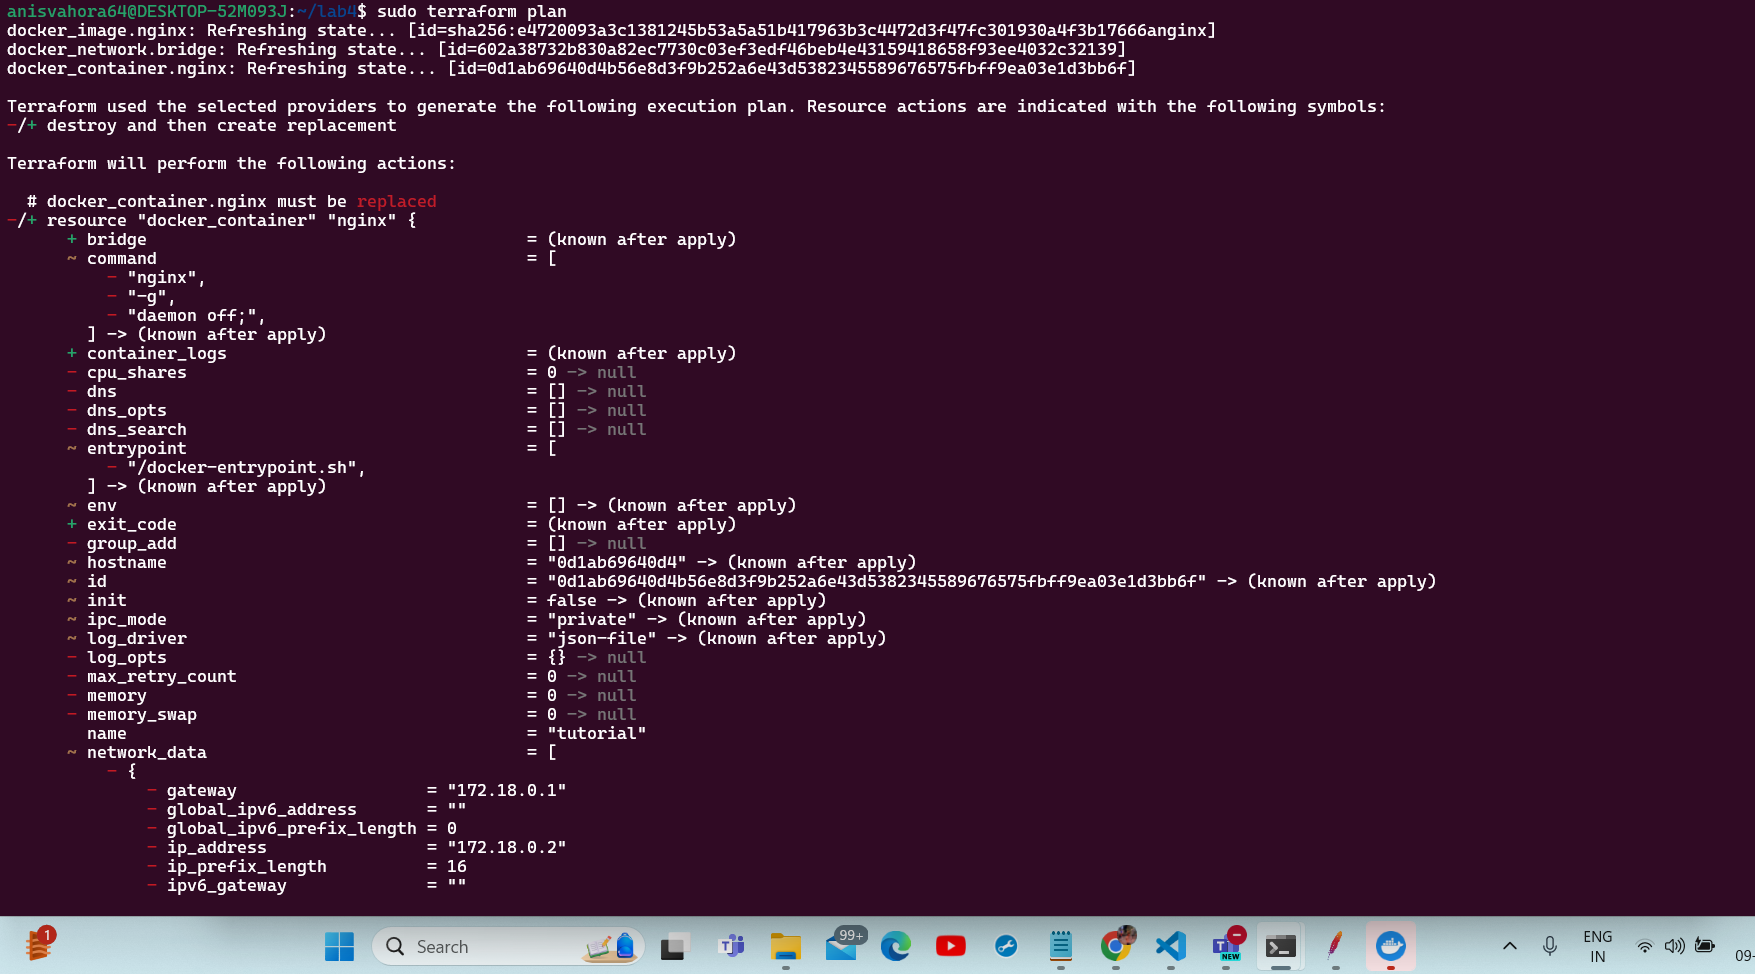 anisvahora64@DESKTOP-52M093J:~/lab4$ sudo terraform plan
docker_image.nginx: Refreshing state... [id=sha256:e4720093a3c1381245b53a5a51b417963b3c4472d3f47fc301930a4f3b17666anginx]
docker_network.bridge: Refreshing state... [id=602a38732b830a82ec7730c03ef3edf46beb4e43159418658f93ee4032c32139]
docker_container.nginx: Refreshing state... [id=0d1ab69640d4b56e8d3f9b252a6e43d5382345589676575fbff9ea03e1d3bb6f]
Terraform used the selected providers to generate the following execution plan. Resource actions are indicated with the following symbols:
-/+ destroy and then create replacement
Terraform will perform the following actions:
# docker_container.nginx must be replaced
-/+ resource "docker_container" "nginx" {
+ bridge = (known after apply)
~ command = [
- "nginx",
- "-g",
- "daemon off;",
] -> (known after apply)
+ container_logs = (known after apply)
- cpu_shares = 0 -> null
- dns = [] -> null
- dns_opts = [] -> null
- dns_search = [] -> null
~ entrypoint = [
- "/docker-entrypoint.sh",
] -> (known after apply)
~ env = [] -> (known after apply)
+ exit_code = (known after apply)
- group_add = [] -> null
~ hostname = "0d1ab69640d4" -> (known after apply)
~ id = "0d1ab69640d4b56e8d3f9b252a6e43d5382345589676575fbff9ea03e1d3bb6f" -> (known after apply)
~ init = false -> (known after apply)
~ ipc_mode = "private" -> (known after apply)
~ log_driver = "json-file" -> (known after apply)
- log_opts = {} -> null
- max_retry_count = 0 -> null
- memory = 0 -> null
- memory_swap = 0 -> null
name = "tutorial"
~ network_data = [
- {
- gateway = "172.18.0.1"
- global_ipv6_address = ""
- global_ipv6_prefix_length = 0
- ip_address = "172.18.0.2"
- ip_prefix_length = 16
- ipv6_gateway = ""
1
Search
99+
NEW
ENG
IN
09-